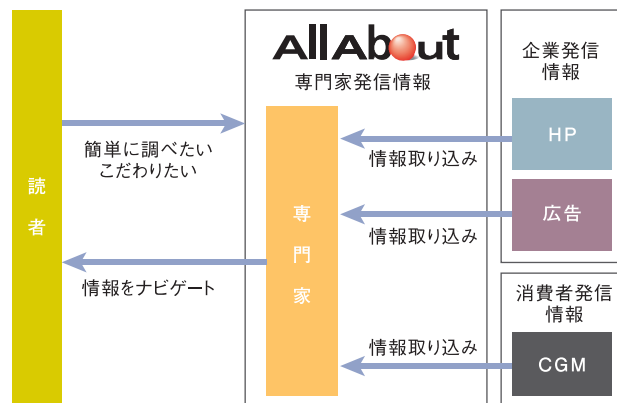 読者
簡単に調べたい
こだわりたい
情報をナビゲート
All About
専門家発信情報
専門家
情報取り込み
情報取り込み
情報取り込み
企業発信
情報
HP
広告
消費者発信
情報
CGM